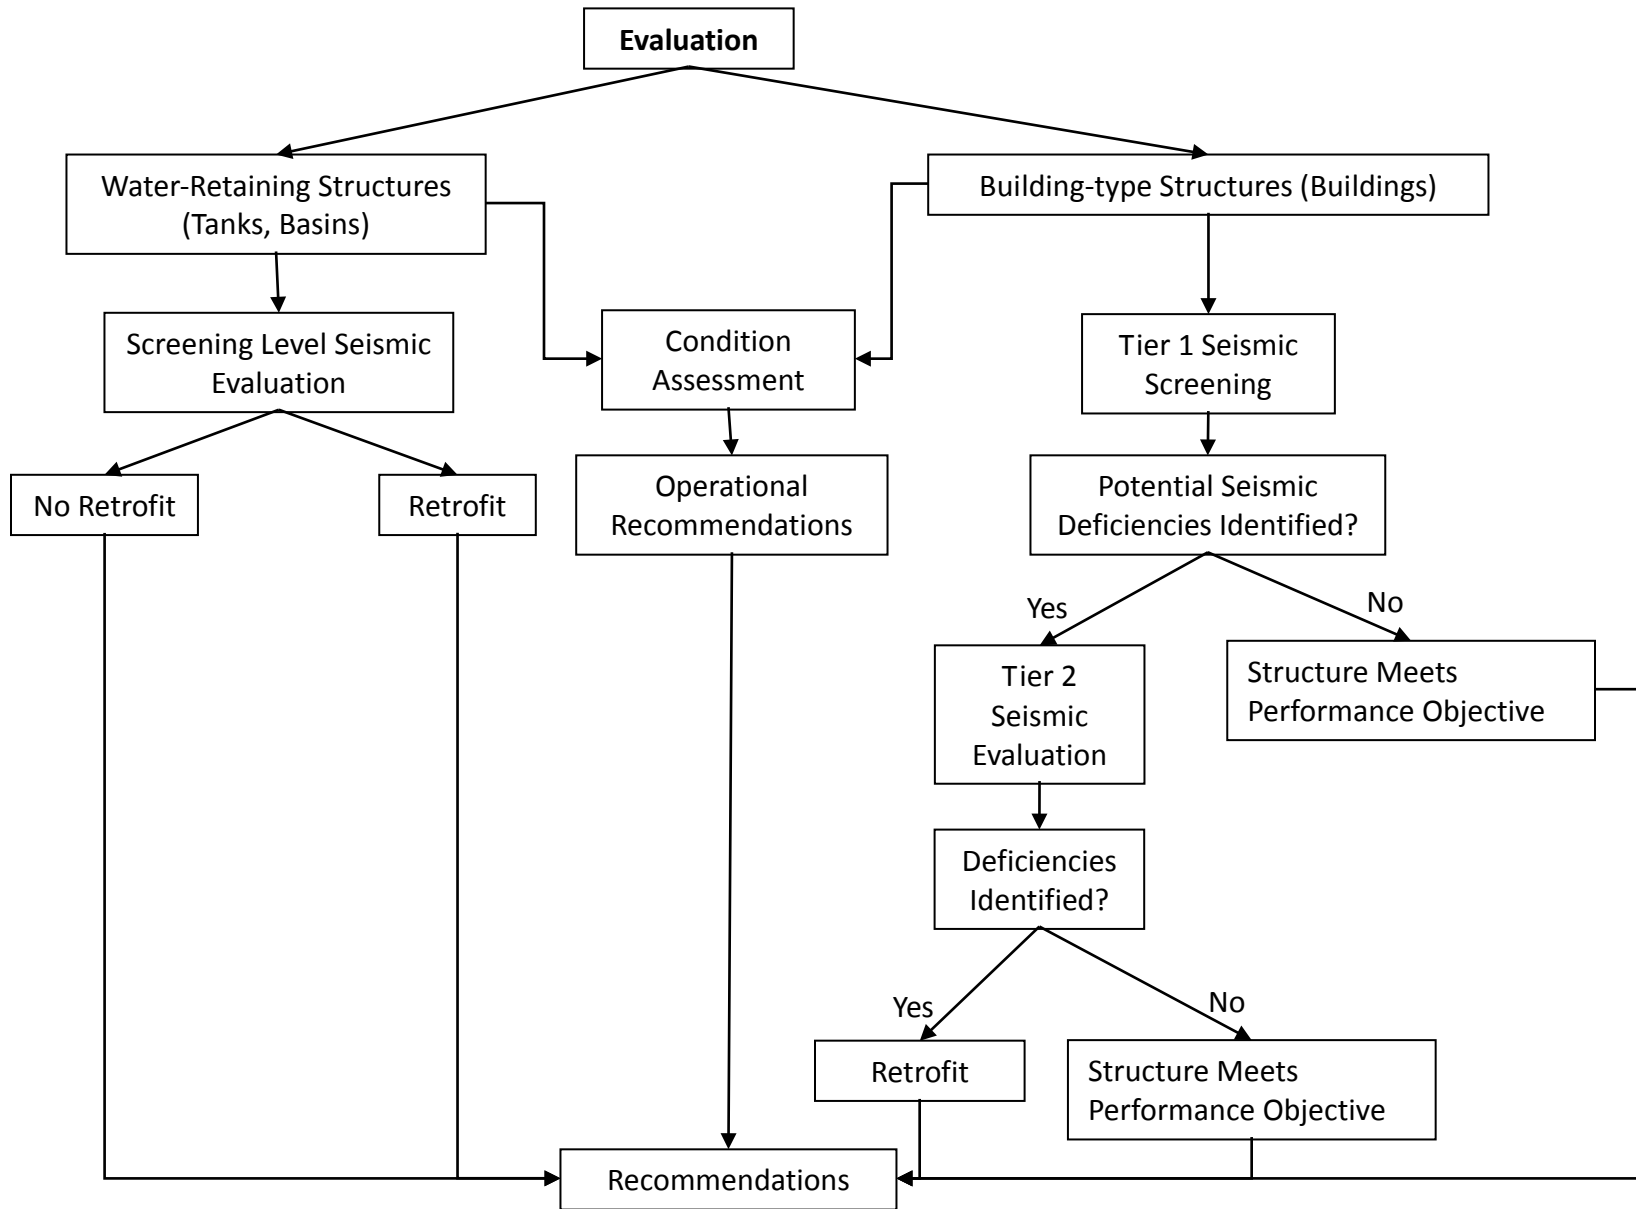 Evaluation
Water-Retaining Structures
(Tanks, Basins)
Building-type Structures (Buildings)
Screening Level Seismic
Evaluation
Condition
Assessment
Tier 1 Seismic
Screening
No Retrofit
Retrofit
Operational
Recommendations
Potential Seismic
Deficiencies Identified?
Yes
No
Tier 2
Seismic
Evaluation
Structure Meets
Performance Objective
Deficiencies
Identified?
Yes
No
Retrofit
Structure Meets
Performance Objective
Recommendations